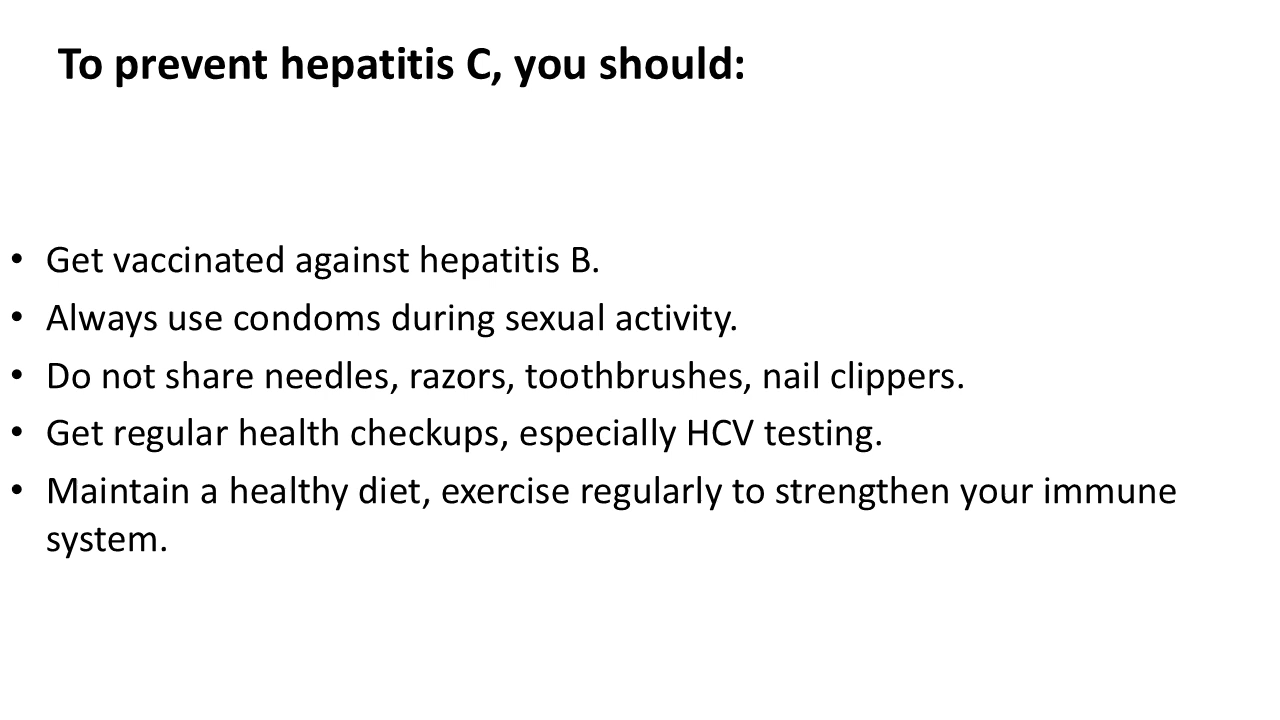 To prevent hepatitis C, you should:
• Get vaccinated against hepatitis B.
• Always use condoms during sexual activity.
• Do not share needles, razors, toothbrushes, nail clippers.
• Get regular health checkups, especially HCV testing.
• Maintain a healthy diet, exercise regularly to strengthen your immune
system.